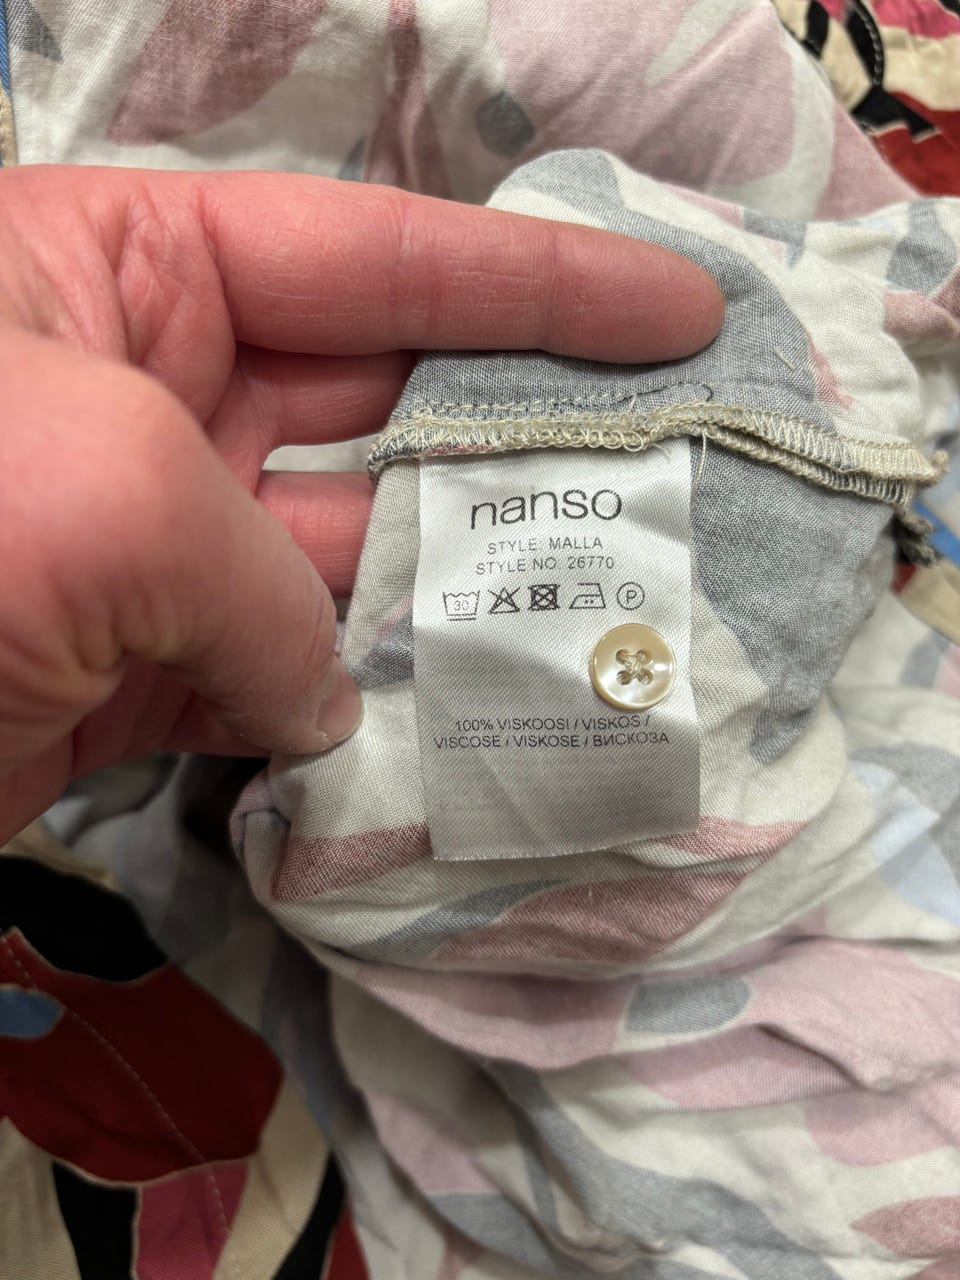 nanso
STYLE: MALLA
STYLE NO. 26770
30 P
100% VISKOOSI / VISKOS /
VISCOSE / VISKOSE / ВИСКОЗА